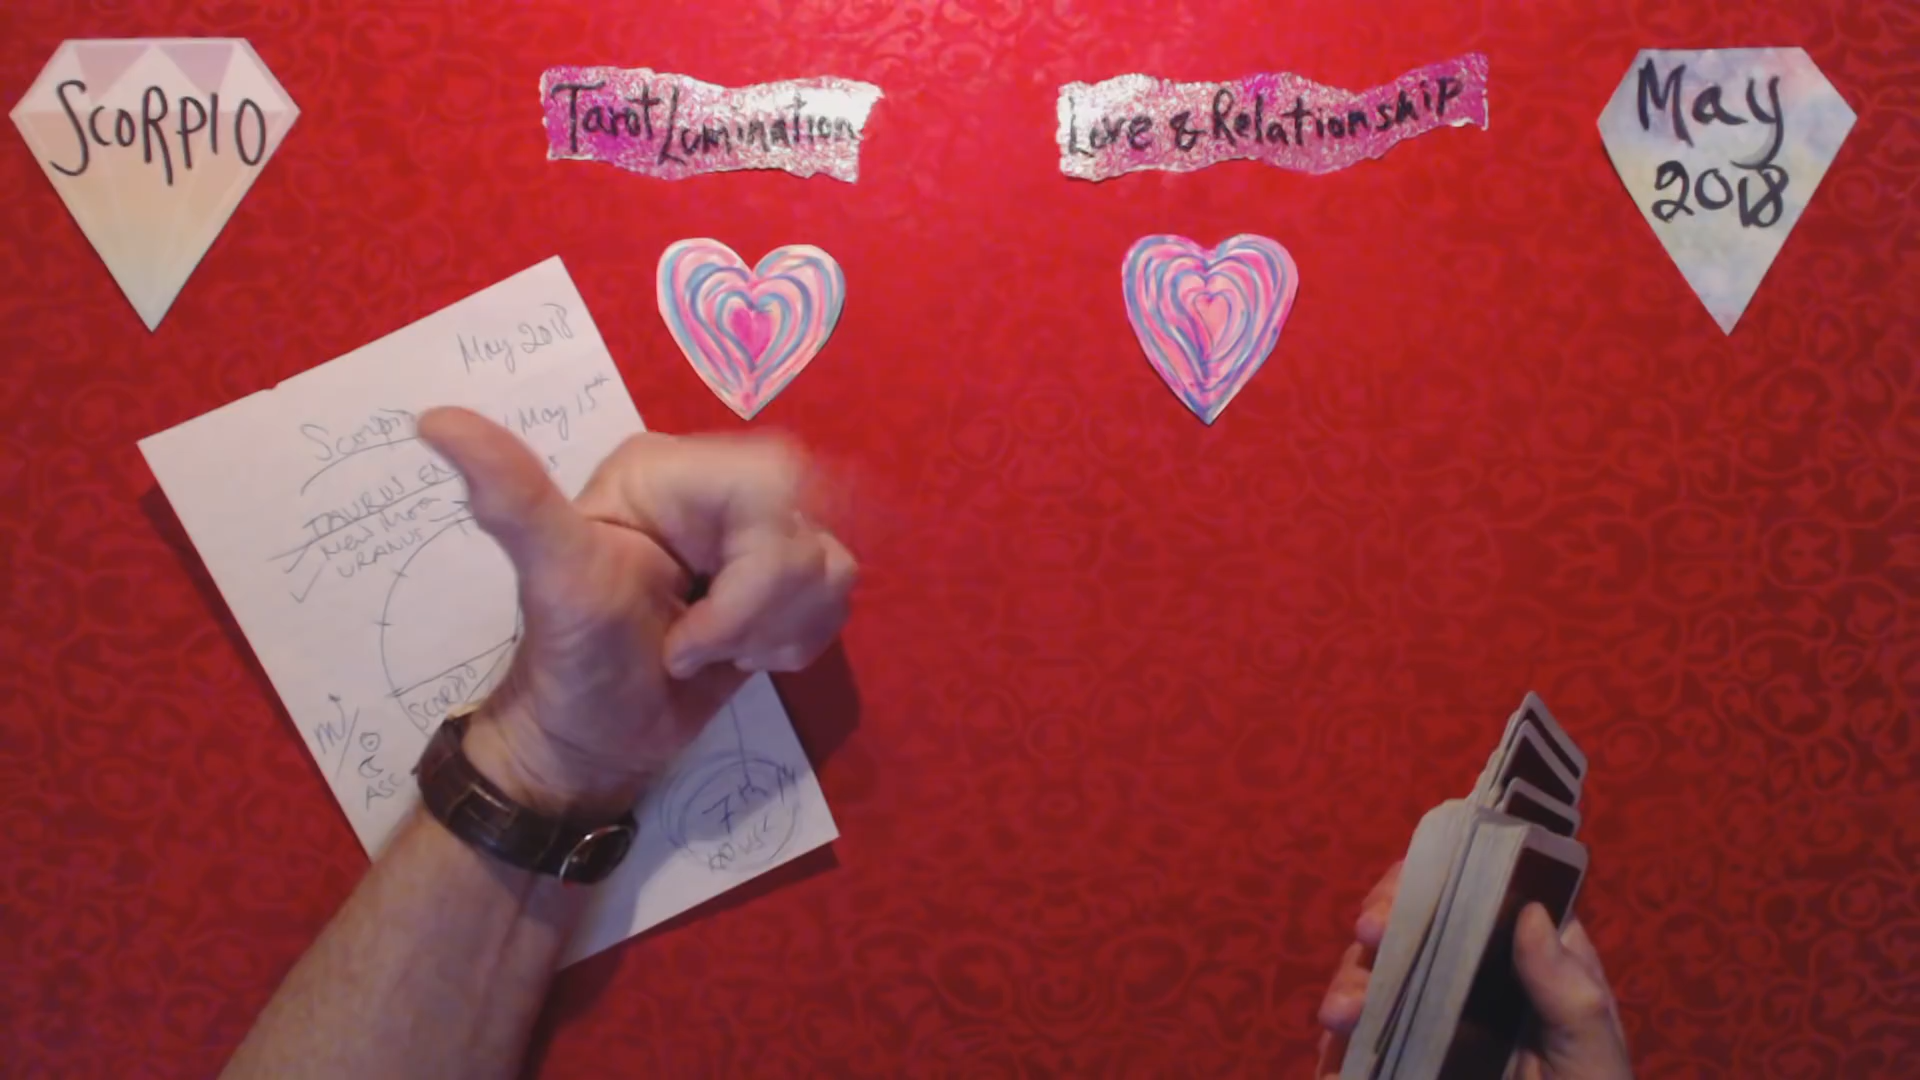 SCORPIO
Tarot Lumination
Love & Relationship
May
2018
May 2018
Scorpio
May 15th
TAURUS
New Moon
URANUS
SCORPIO
ASC
7th
HOUSE